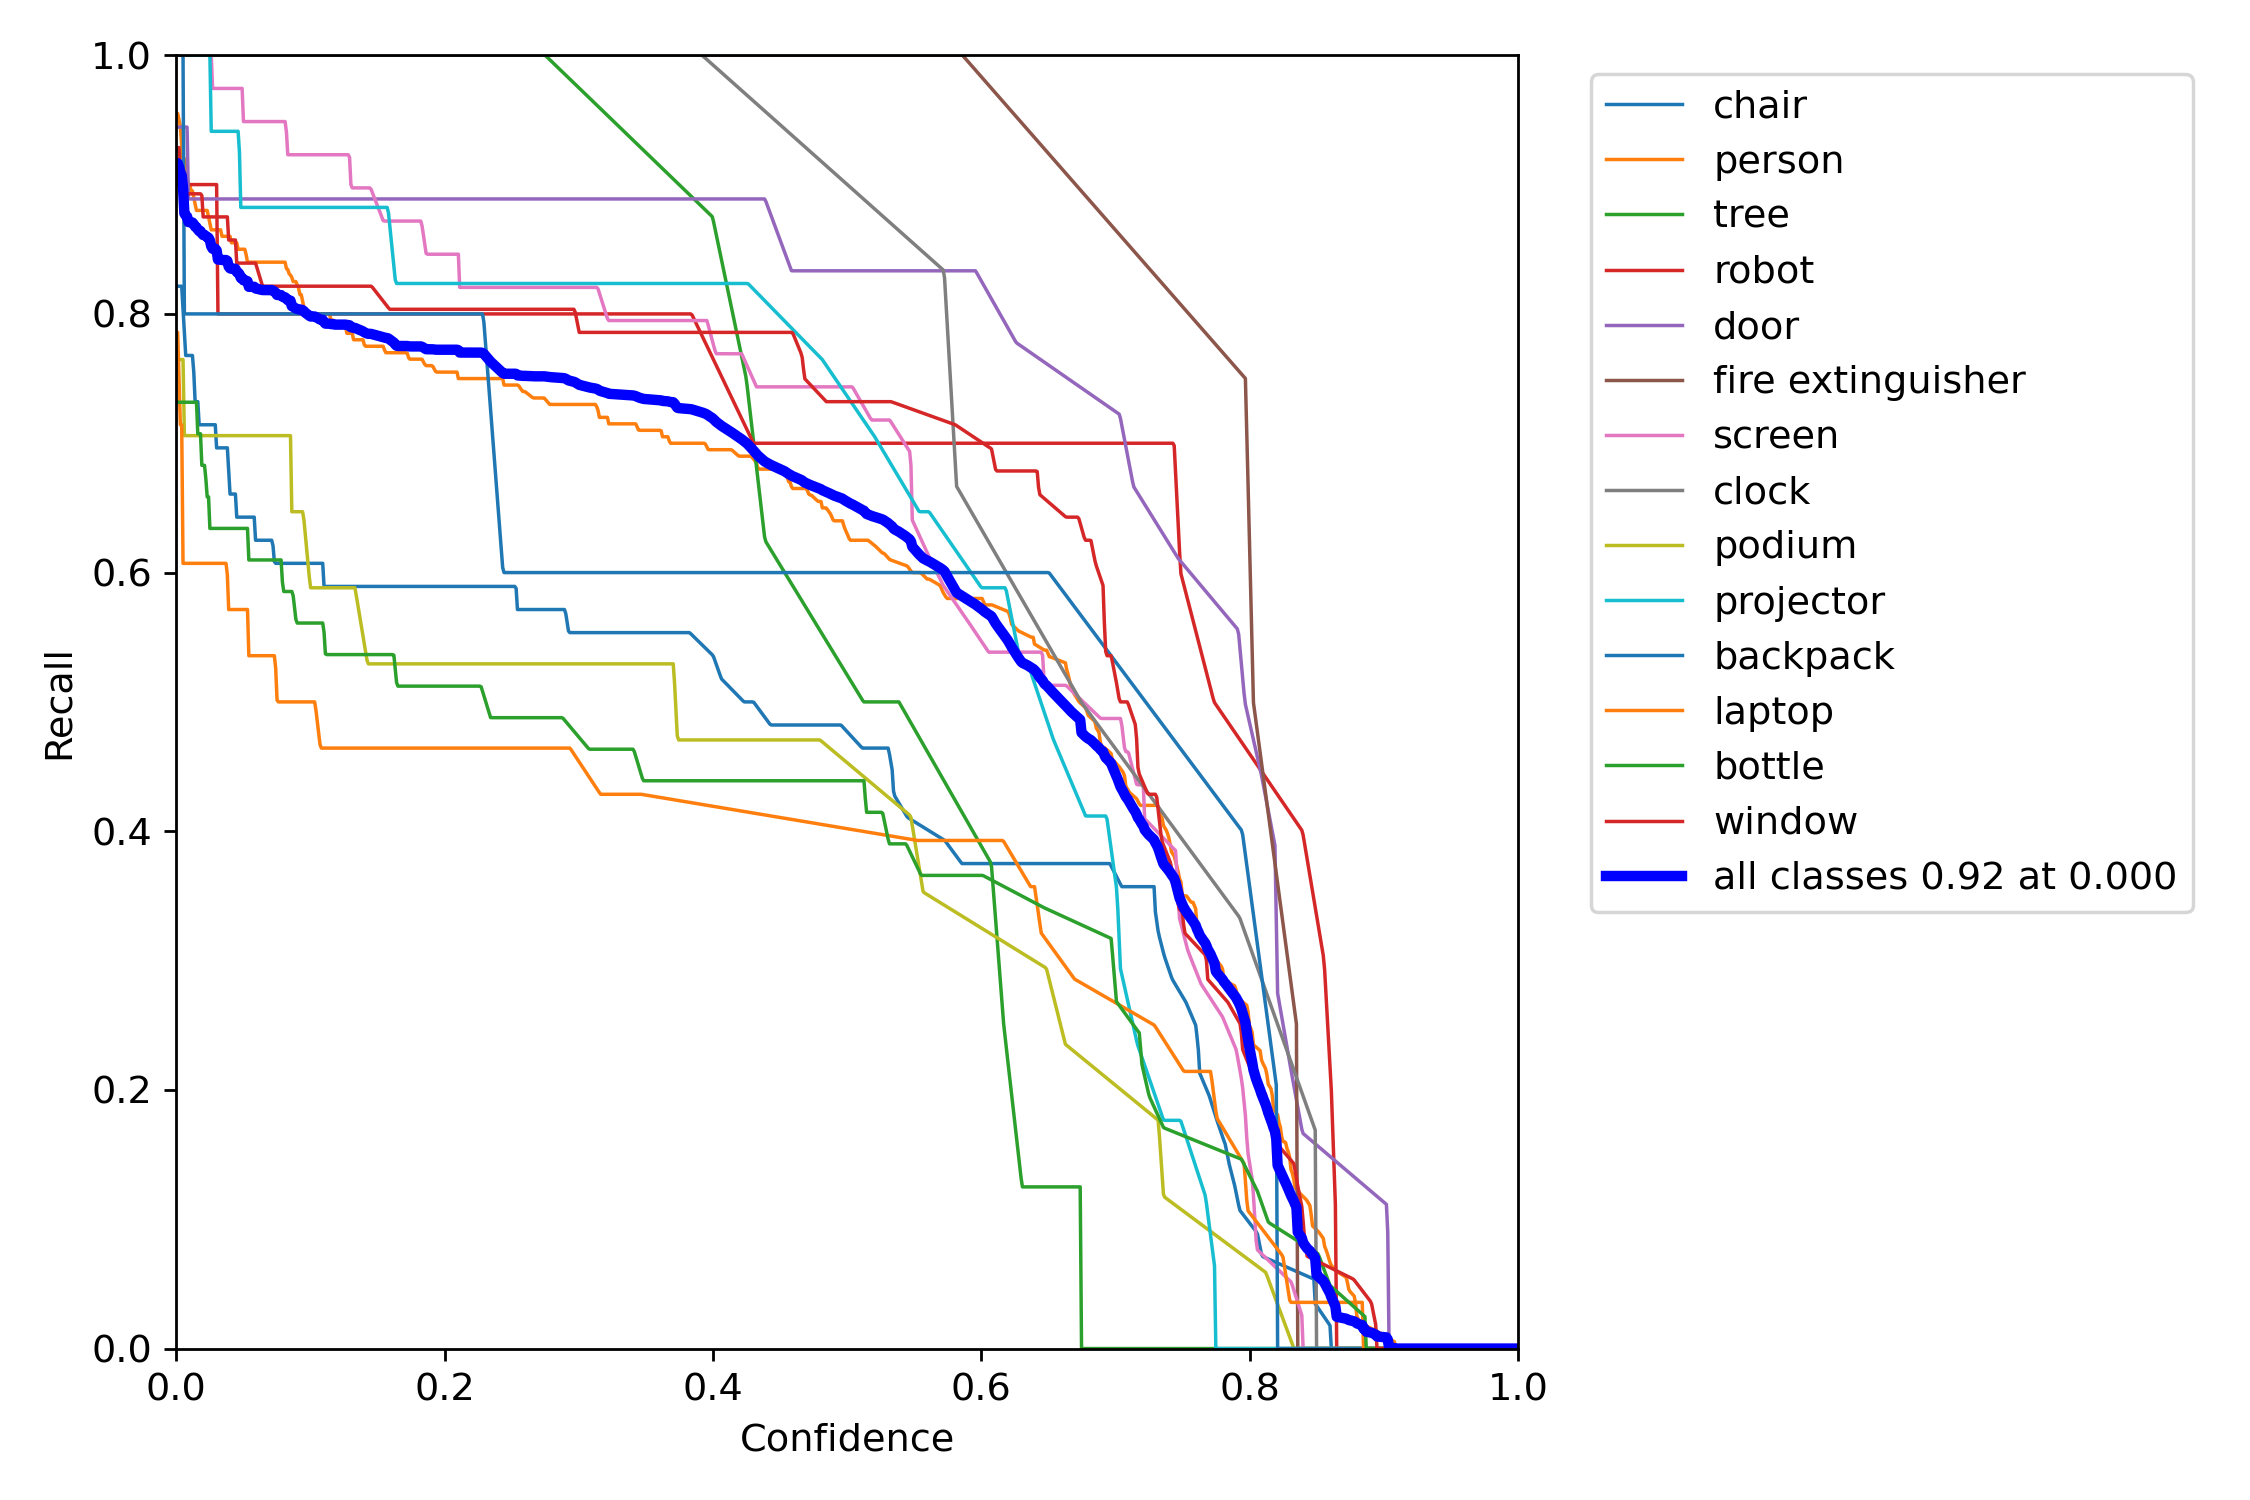 1.0
0.8
0.6
0.4
0.2
0.0
Recall
0.0 0.2 0.4 0.6 0.8 1.0
Confidence
chair
person
tree
robot
door
fire extinguisher
screen
clock
podium
projector
backpack
laptop
bottle
window
all classes 0.92 at 0.000